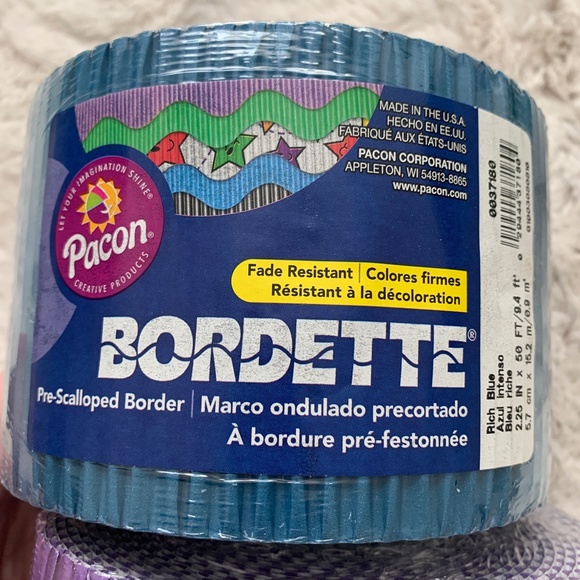 MADE IN THE U.S.A.
HECHO EN EE.UU.
FABRIQUÉ AUX ÉTATS-UNIS
PACON CORPORATION
APPLETON, WI 54913-8865
www.pacon.com
LET YOUR IMAGINATION SHINE®
Pacon®
CREATIVE PRODUCTS
Fade Resistant | Colores firmes
Résistant à la décoloration
BORDETTE®
Pre-Scalloped Border | Marco ondulado precortado
À bordure pré-festonnée
0037180
Rich Blue
Azul intenso
Bleu riche
2.25 IN X 50 FT/9.4 ft²
5.7 cm x 15.2 m/0.9 m²